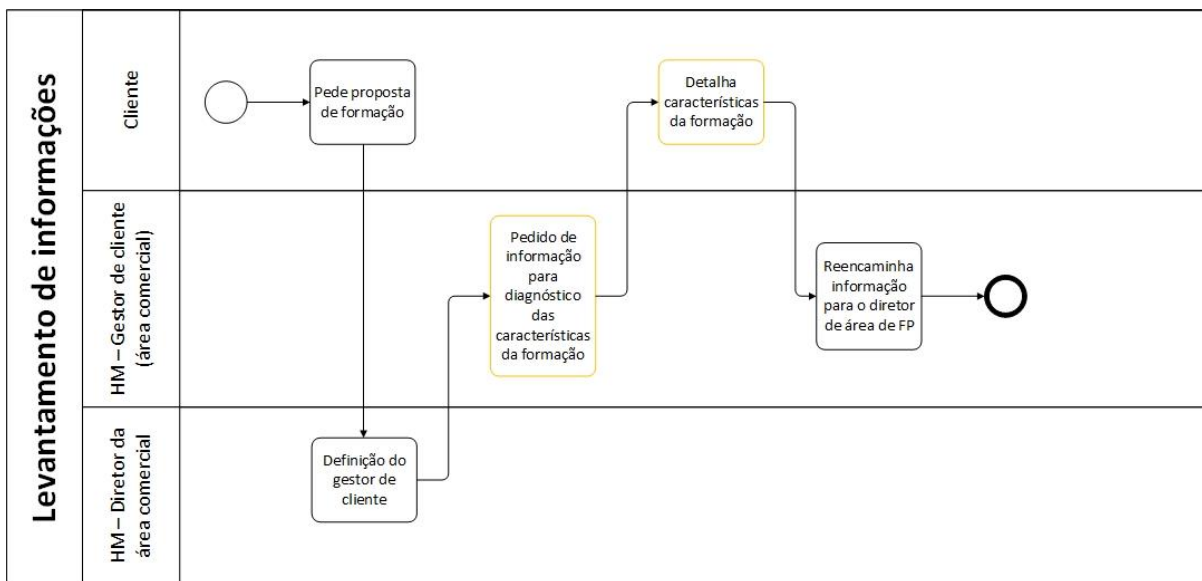 Levantamento de informações
Cliente
Pede proposta
de formação
Detalha
características
da formação
HM – Gestor de cliente
(área comercial)
Pedido de
informação
para
diagnóstico
das
características
da formação
Reencaminha
informação
para o diretor
de área de FP
HM – Diretor da
área comercial
Definição do
gestor de
cliente